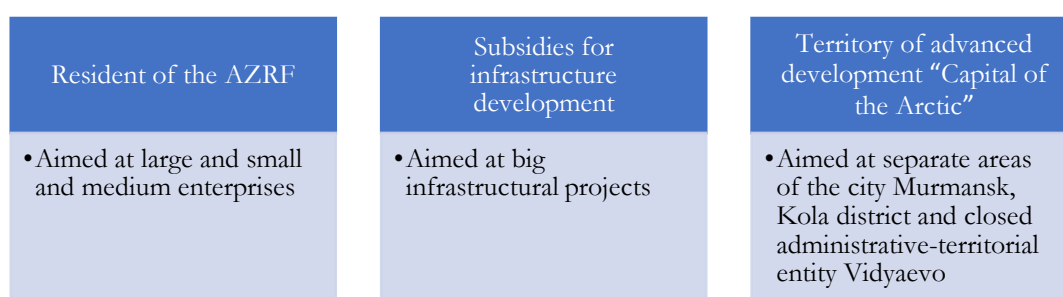 Resident of the AZRF
•Aimed at large and small
and medium enterprises
Subsidies for
infrastructure
development
•Aimed at big
infrastructural projects
Territory of advanced
development “Capital of
the Arctic”
•Aimed at separate areas
of the city Murmansk,
Kola district and closed
administrative-territorial
entity Vidyaevo